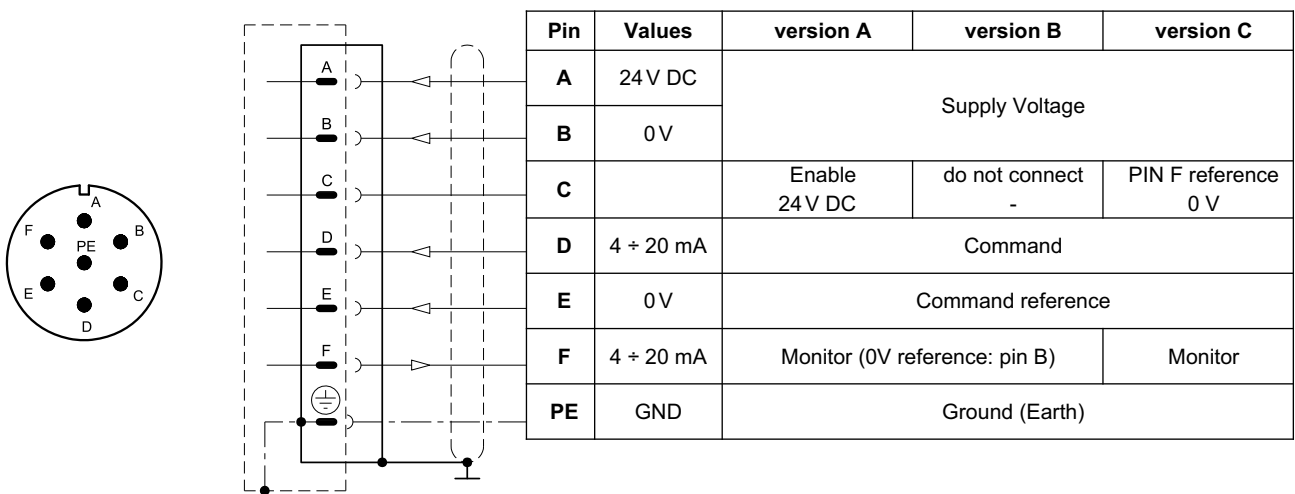 A
F
B
PE
E
C
D
A
B
C
D
E
F
Pin Values version A version B version C
A 24 V DC Supply Voltage
B 0 V
C Enable 24 V DC do not connect - PIN F reference 0 V
D 4 ÷ 20 mA Command
E 0 V Command reference
F 4 ÷ 20 mA Monitor (0V reference: pin B) Monitor
PE GND Ground (Earth)